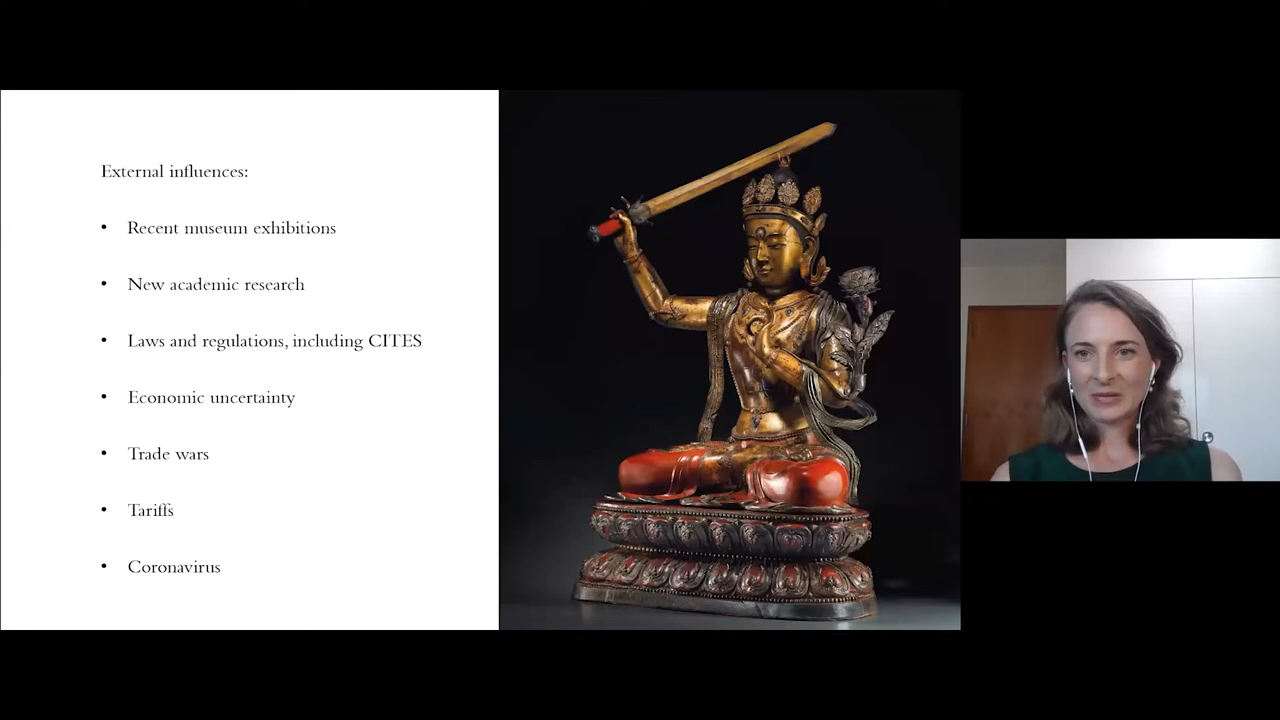 External influences:
• Recent museum exhibitions
• New academic research
• Laws and regulations, including CITES
• Economic uncertainty
• Trade wars
• Tariffs
• Coronavirus